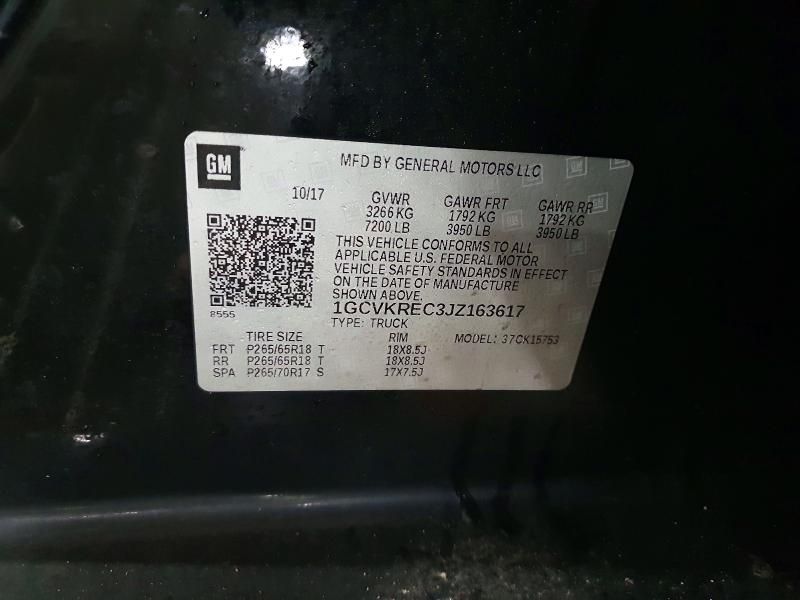 GM
MFD BY GENERAL MOTORS LLC
10/17 GVWR GAWR FRT GAWR RR
3266 KG 1792 KG 1792 KG
7200 LB 3950 LB 3950 LB
THIS VEHICLE CONFORMS TO ALL
APPLICABLE U.S. FEDERAL MOTOR
VEHICLE SAFETY STANDARDS IN EFFECT
ON THE DATE OF MANUFACTURE
SHOWN ABOVE.
8555
1GCVKREC3JZ163617
TYPE: TRUCK
TIRE SIZE RIM MODEL: 37CK15753
FRT P265/65R18 T 18X8.5J
RR P265/65R18 T 18X8.5J
SPA P265/70R17 S 17X7.5J